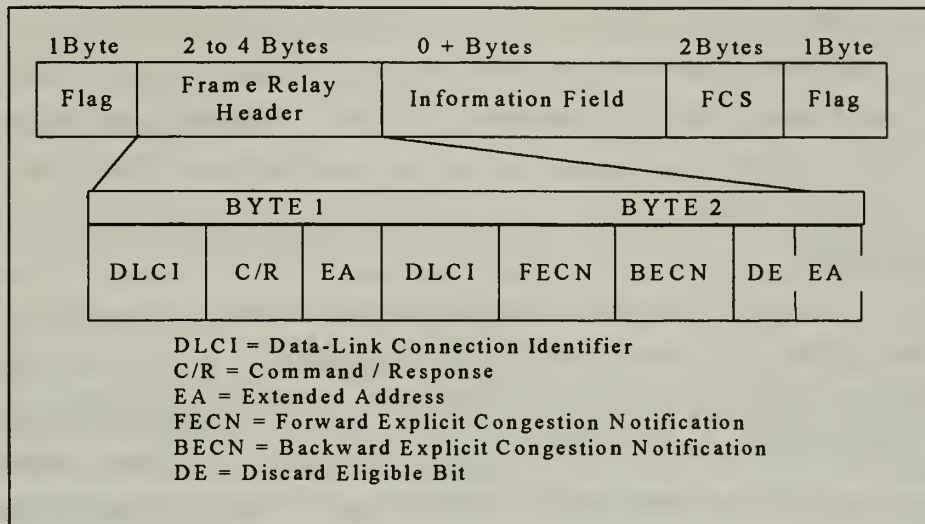 1Byte 2 to 4 Bytes 0 + Bytes 2Bytes 1Byte
Flag Frame Relay Header Information Field FCS Flag
BYTE 1 BYTE 2
DLCI C/R EA DLCI FECN BECN DE EA
DLCI = Data-Link Connection Identifier
C/R = Command / Response
EA = Extended Address
FECN = Forward Explicit Congestion Notification
BECN = Backward Explicit Congestion Notification
DE = Discard Eligible Bit